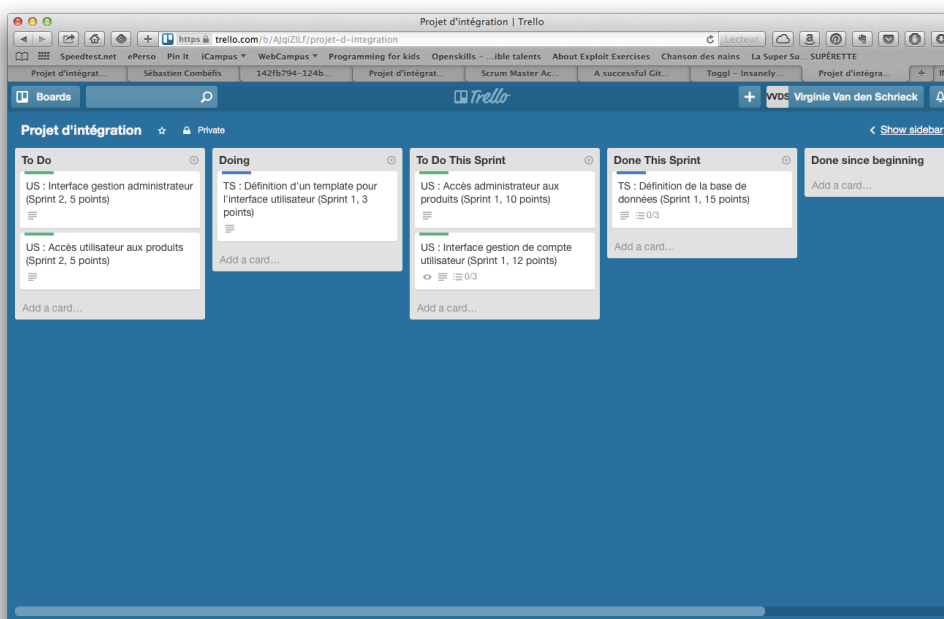 Projet d'intégration | Trello
https trello.com/b/AJqiZlLf/projet-d-integration
Lecteur
Speedtest.net ePerso Pin It iCampus WebCampus Programming for kids Openskills – ...ible talents About Exploit Exercises Chanson des nains La Super Su... SUPÉRETTE
Projet d'intégrat... Sébastien Combéfis 142fb794-124b... Projet d'intégrat... Scrum Master Ac... A successful Git... Toggl – Insanely... Projet d'intégra...
Boards
Trello
VVDS Virginie Van den Schrieck
Projet d'intégration
Private
Show sidebar
To Do
US : Interface gestion administrateur
(Sprint 2, 5 points)
US : Accès utilisateur aux produits
(Sprint 2, 5 points)
Add a card…
Doing
TS : Définition d'un template pour
l'interface utilisateur (Sprint 1, 3
points)
Add a card…
To Do This Sprint
US : Accès administrateur aux
produits (Sprint 1, 10 points)
US : Interface gestion de compte
utilisateur (Sprint 1, 12 points)
0/3
Add a card…
Done This Sprint
TS : Définition de la base de
données (Sprint 1, 15 points)
0/3
Add a card…
Done since beginning
Add a card…